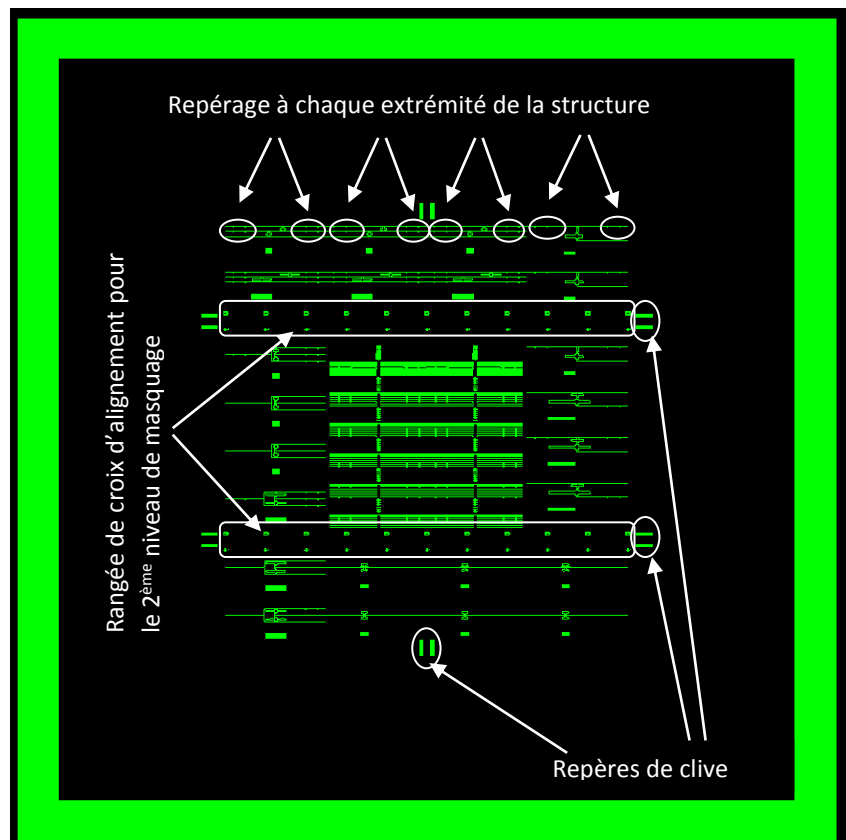 Repérage à chaque extrémité de la structure
Rangée de croix d'alignement pour
le 2ème niveau de masquage
Repères de clive